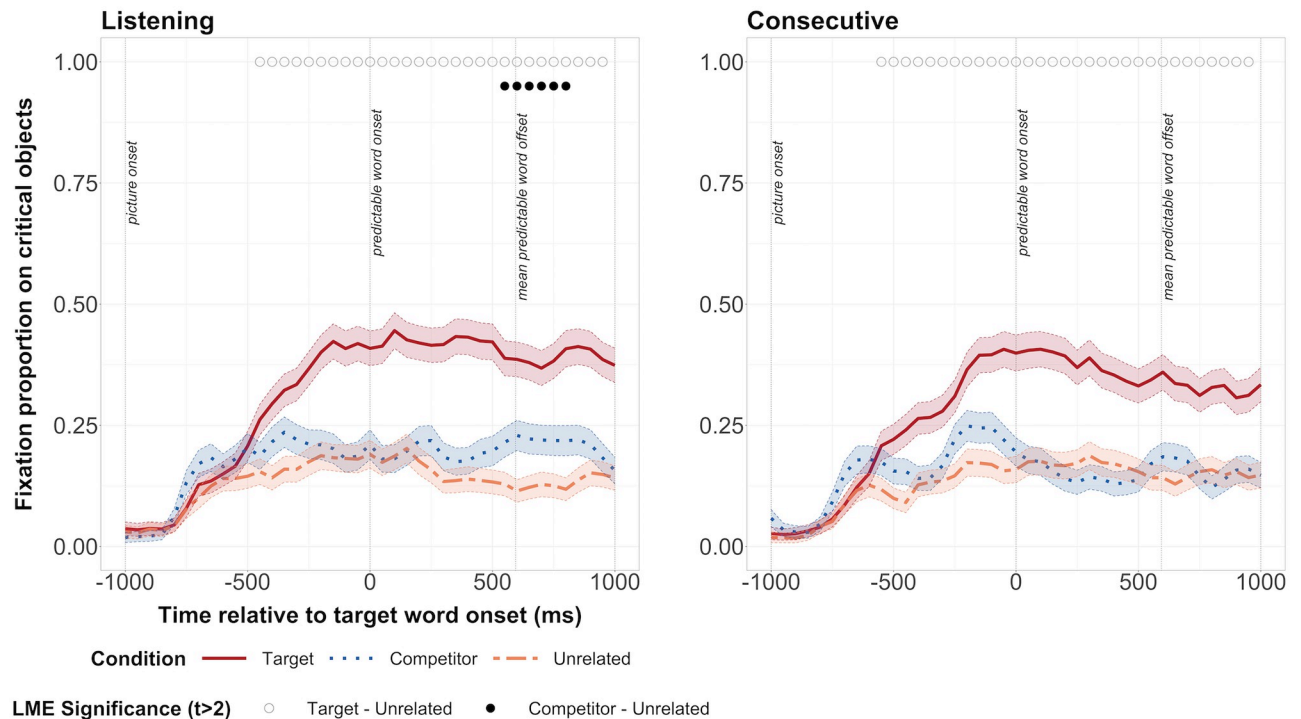 Listening
Consecutive
Fixation proportion on critical objects
1.00
0.75
0.50
0.25
0.00
picture onset
predictable word onset
mean predictable word offset
-1000
-500
0
500
1000
1.00
0.75
0.50
0.25
0.00
picture onset
predictable word onset
mean predictable word offset
-1000
-500
0
500
1000
Time relative to target word onset (ms)
Condition Target Competitor Unrelated
LME Significance (t>2) Target - Unrelated Competitor - Unrelated